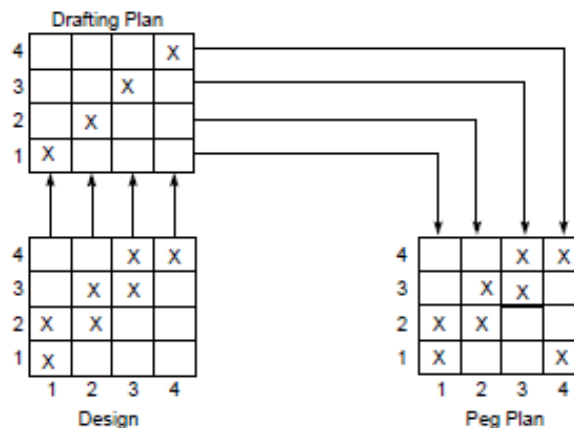 Drafting Plan
4 X
3 X
2 X
1 X
4 X X
3 X X
2 X X
1 X
1 2 3 4
Design
4 X X
3 X X
2 X X
1 X X
1 2 3 4
Peg Plan